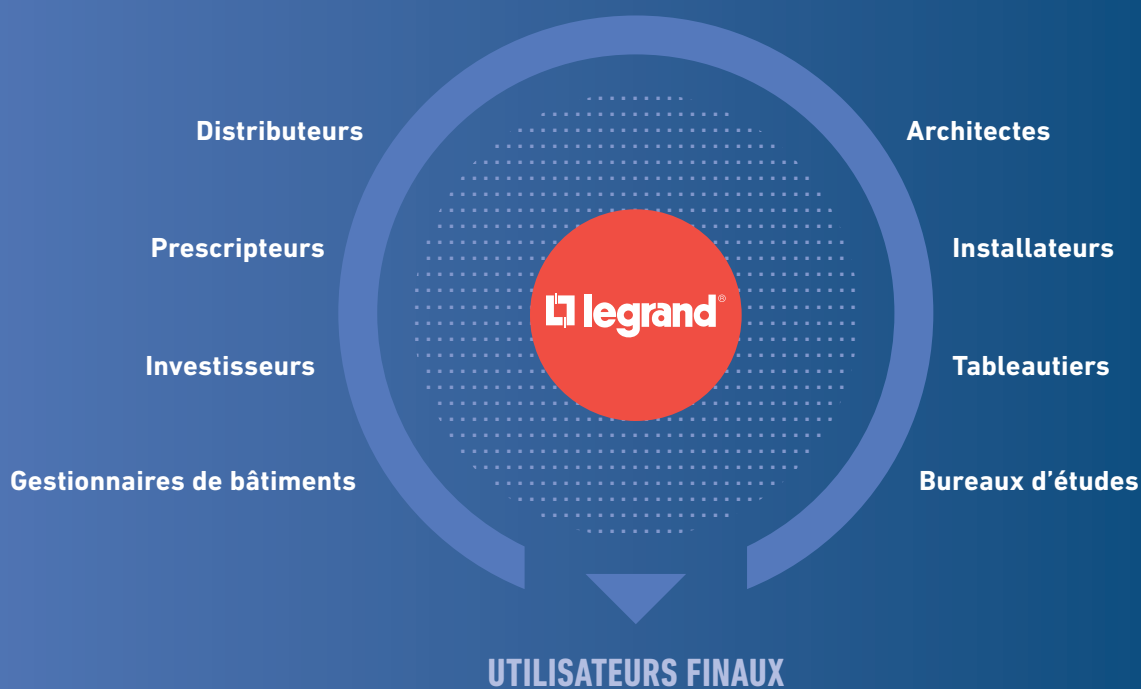 Distributeurs
Architectes
Prescripteurs
Installateurs
legrand®
Investisseurs
Tableautiers
Gestionnaires de bâtiments
Bureaux d'études
UTILISATEURS FINAUX